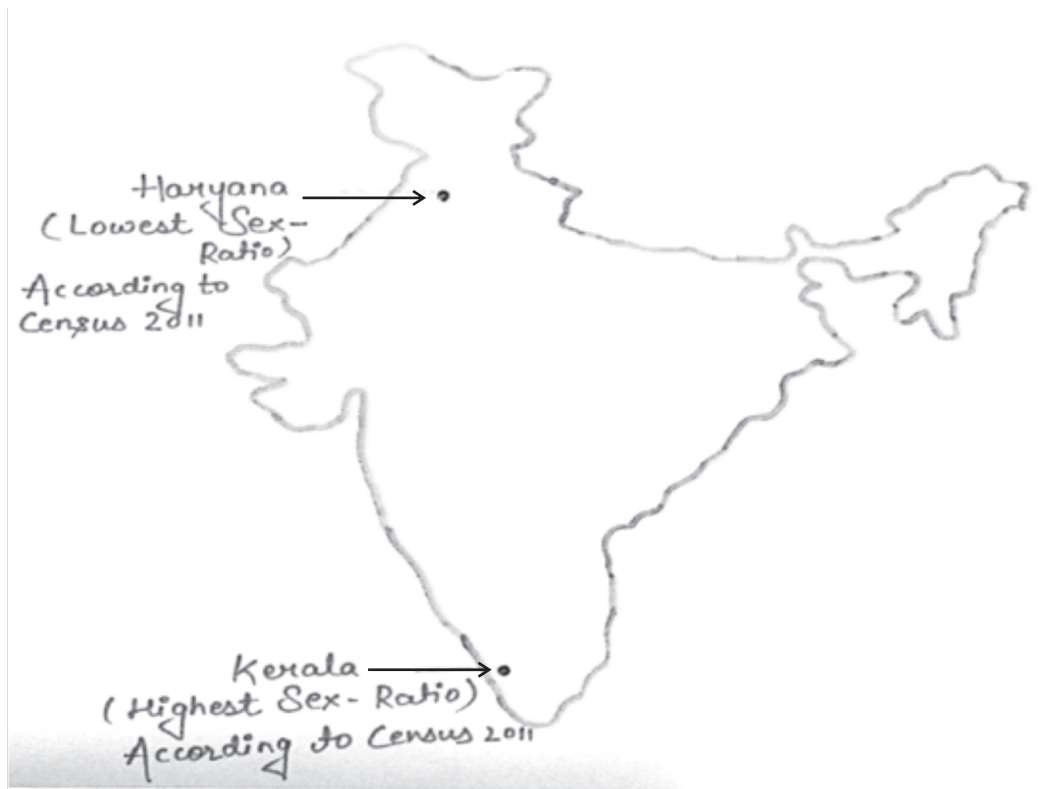 Haryana
(Lowest Sex-
Ratio)
According to
Census 2011
Kerala
(Highest Sex-Ratio)
According to Census 2011